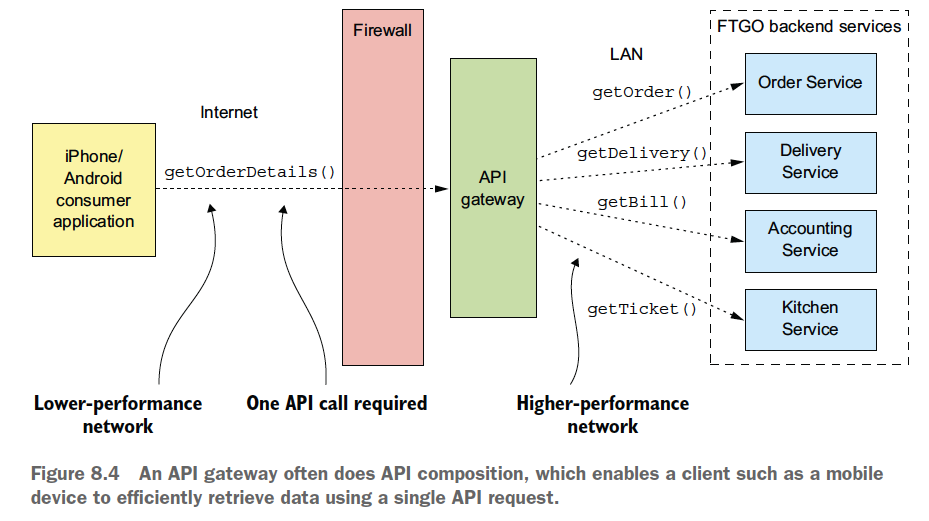 Firewall
FTGO backend services
LAN
Order Service
getOrder()
Internet
iPhone/
Android
consumer
application
getOrderDetails()
API
gateway
getDelivery()
Delivery
Service
getBill()
Accounting
Service
getTicket()
Kitchen
Service
Lower-performance
network
One API call required
Higher-performance
network
Figure 8.4 An API gateway often does API composition, which enables a client such as a mobile
device to efficiently retrieve data using a single API request.